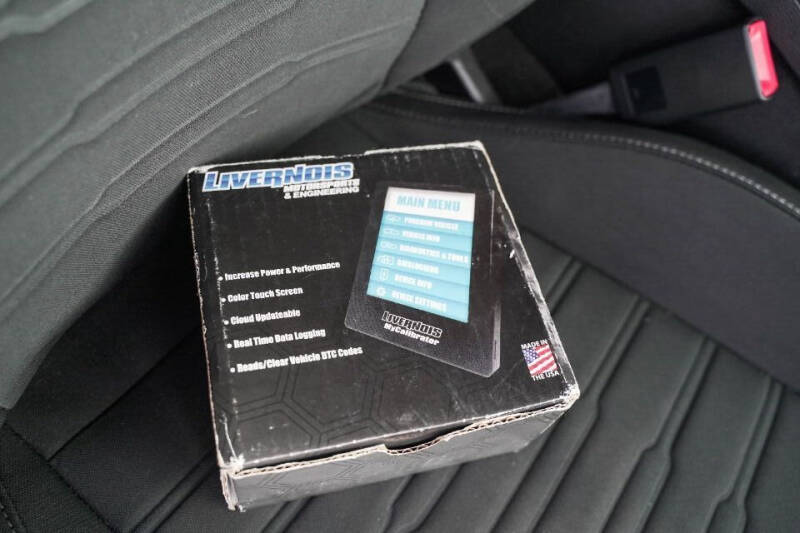 LIVERNOIS
MOTORSPORTS
& ENGINEERING
• Increase Power & Performance
• Color Touch Screen
• Cloud Updateable
• Real Time Data Logging
• Reads/Clear Vehicle DTC Codes
MAIN MENU
PROGRAM VEHICLE
VEHICLE INFO
DIAGNOSTICS & TOOLS
DATALOGGING
DEVICE INFO
DEVICE SETTINGS
LIVERNOIS
MyCalibrator
MADE IN
THE USA